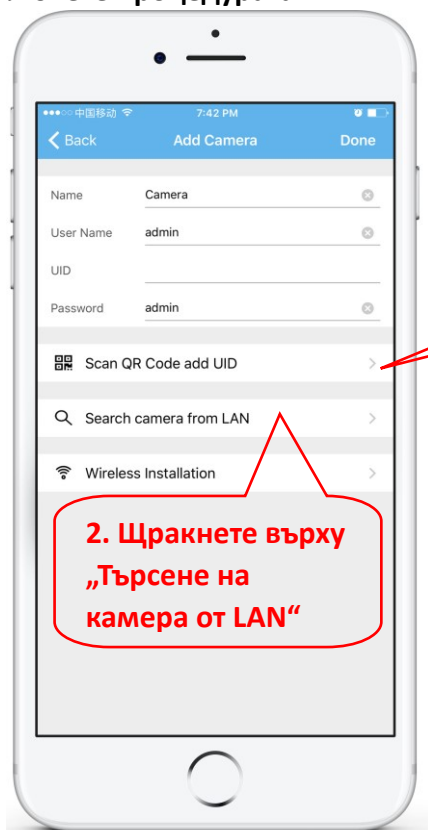 中国移动 7:42 PM
Back Add Camera Done
Name Camera
User Name admin
UID
Password admin
Scan QR Code add UID
Search camera from LAN
Wireless Installation
2. Щракнете върху
„Търсене на
камера от LAN“